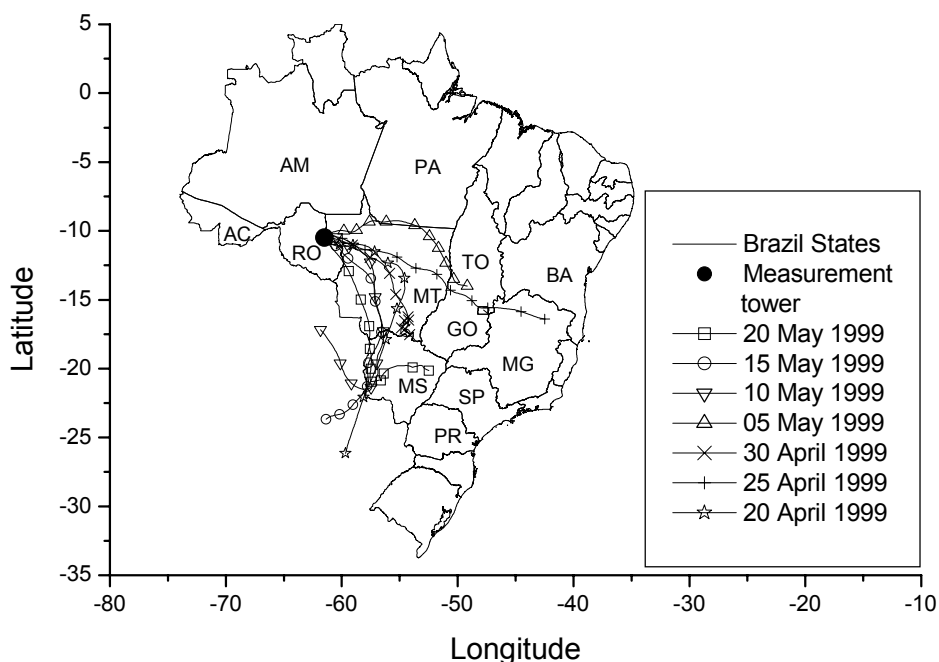 5
0
-5
-10
-15
-20
-25
-30
-35
-80
-70
-60
-50
-40
-30
-20
-10
Latitude
Longitude
AM
PA
AC
RO
TO
BA
MT
GO
MG
MS
SP
PR
Brazil States
Measurement
tower
20 May 1999
15 May 1999
10 May 1999
05 May 1999
30 April 1999
25 April 1999
20 April 1999